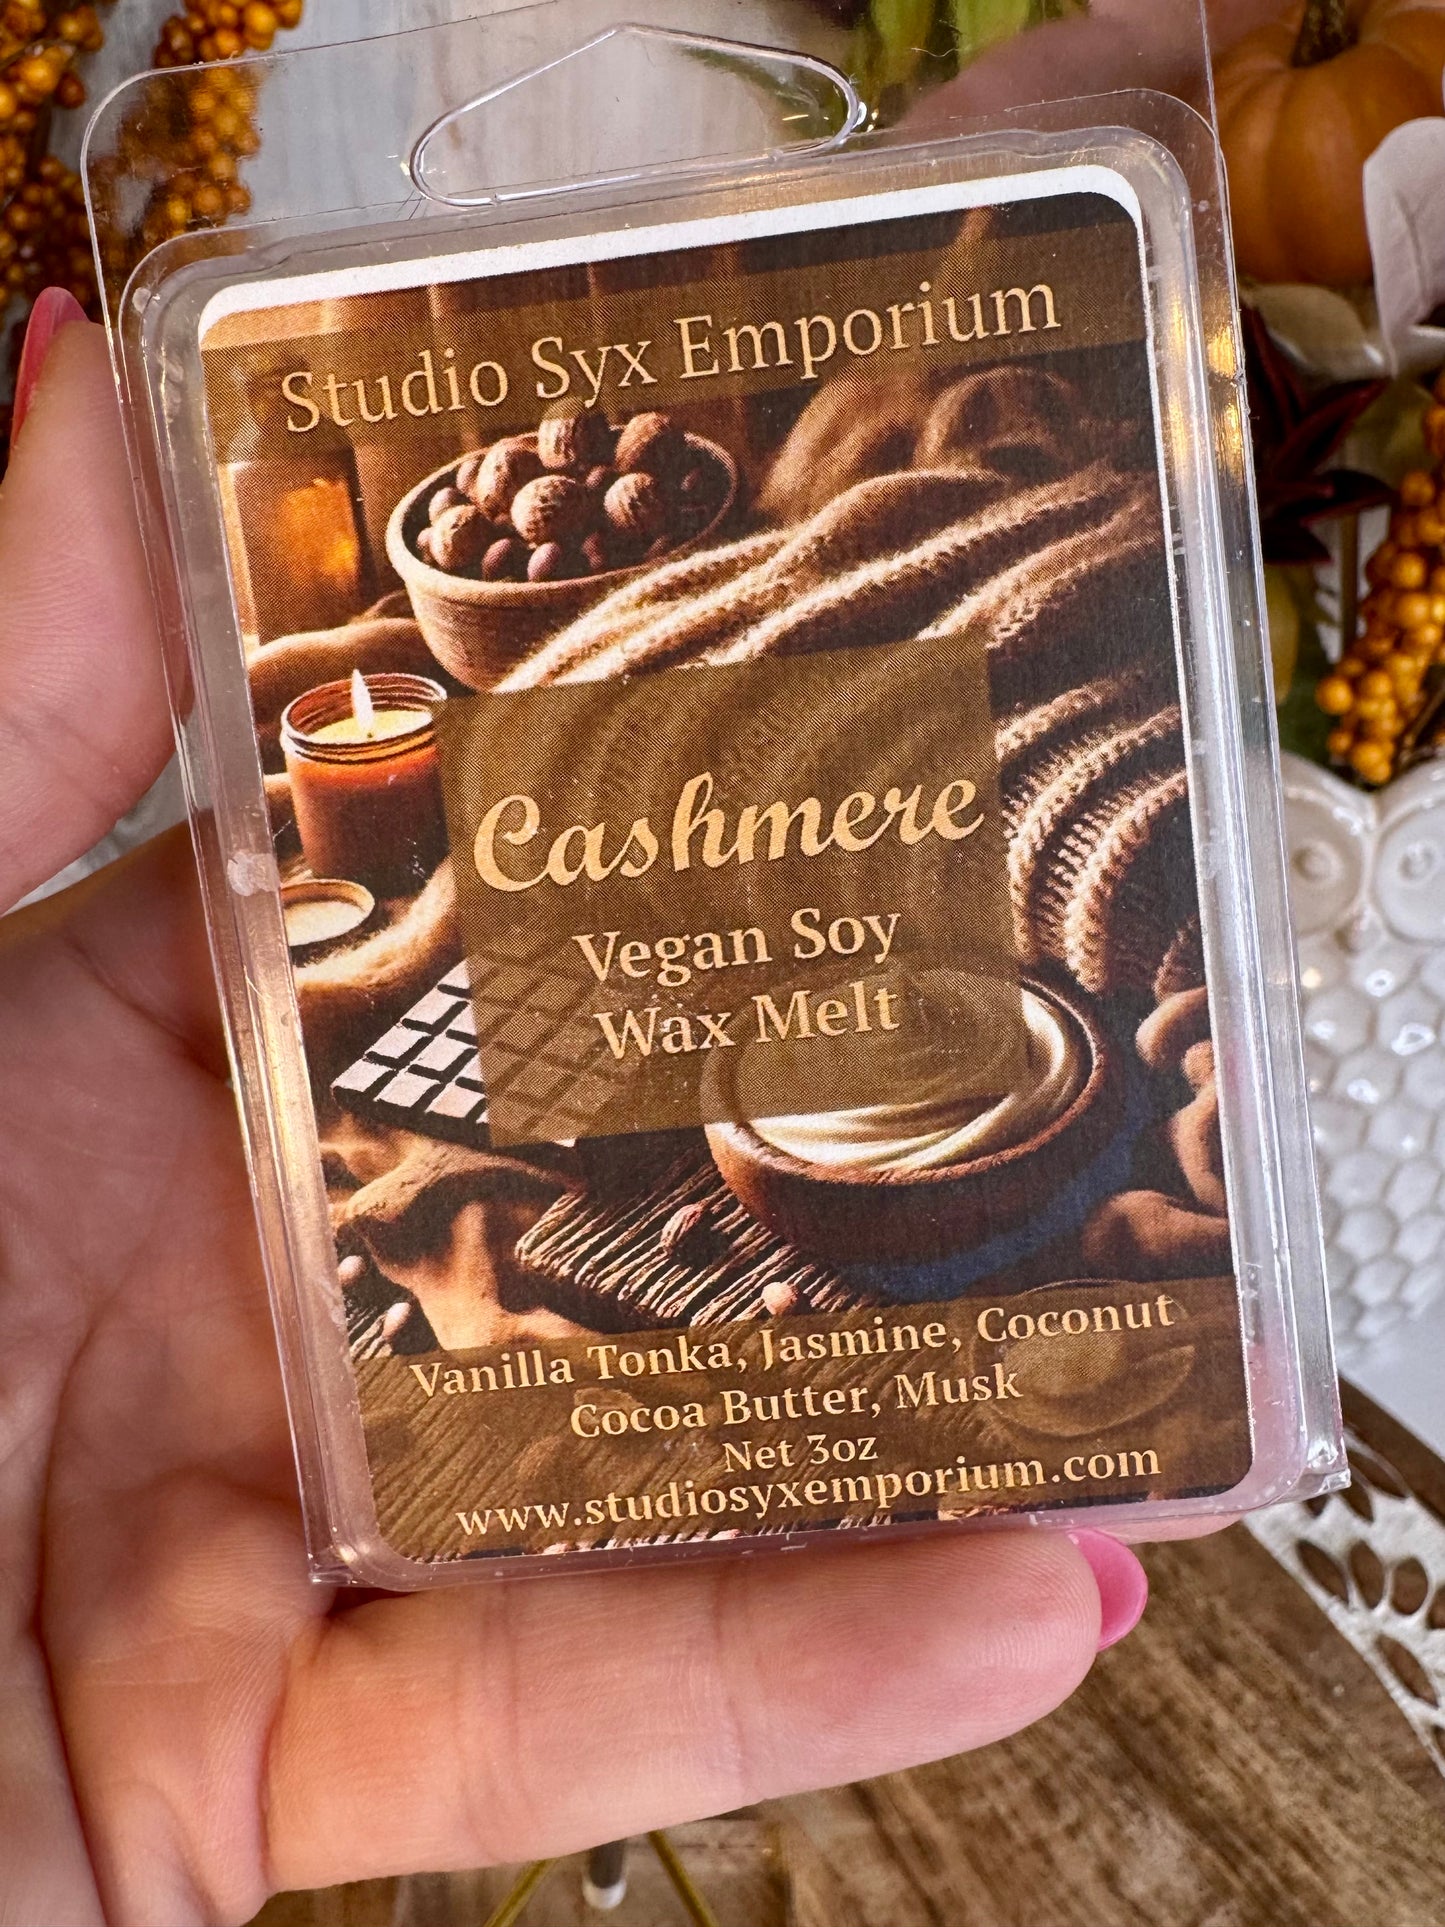 Studio Syx Emporium
Cashmere
Vegan Soy
Wax Melt
Vanilla Tonka, Jasmine, Coconut
Cocoa Butter, Musk
Net 3oz
www.studiosyxemporium.com